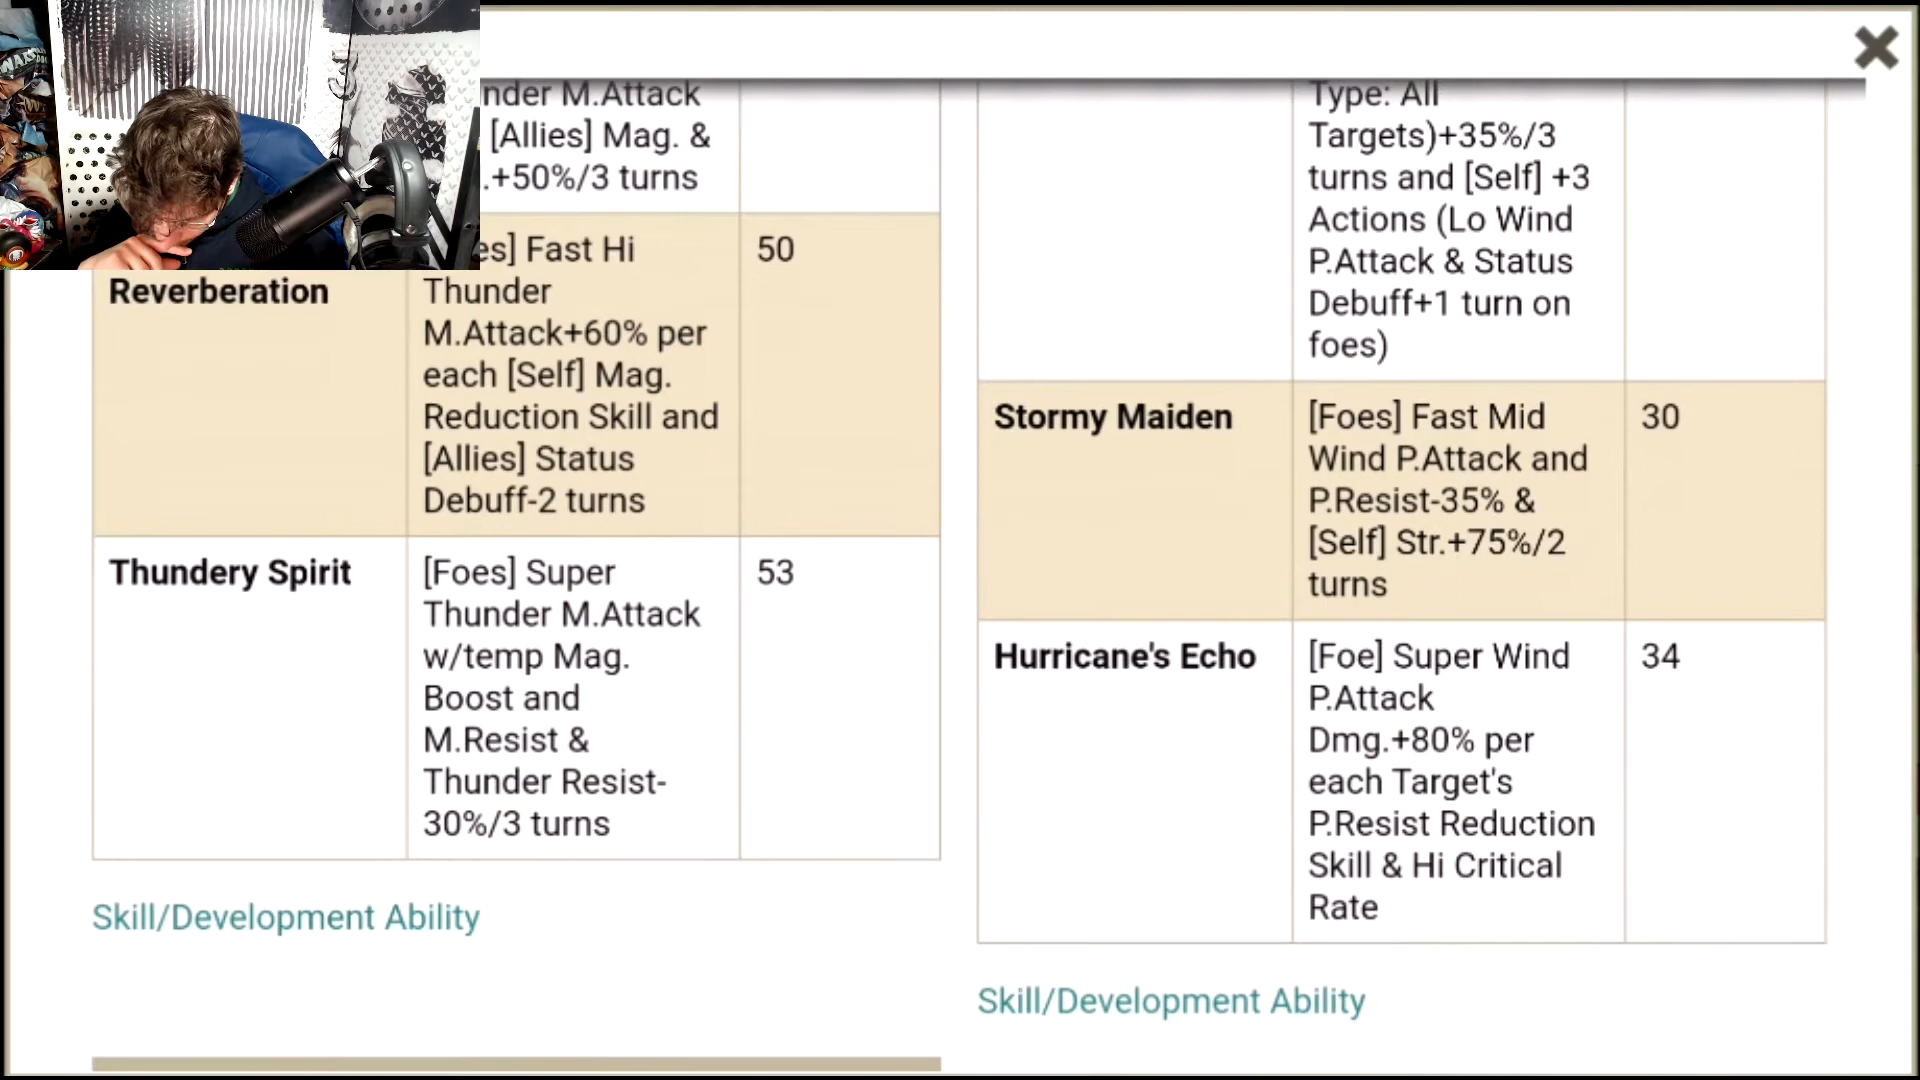 nder M.Attack
[Allies] Mag. &
.+50%/3 turns
Reverberation
es] Fast Hi
Thunder
M.Attack+60% per
each [Self] Mag.
Reduction Skill and
[Allies] Status
Debuff-2 turns
50
Thundery Spirit
[Foes] Super
Thunder M.Attack
w/temp Mag.
Boost and
M.Resist &
Thunder Resist-
30%/3 turns
53
Skill/Development Ability
Type: All
Targets)+35%/3
turns and [Self] +3
Actions (Lo Wind
P.Attack & Status
Debuff+1 turn on
foes)
Stormy Maiden
[Foes] Fast Mid
Wind P.Attack and
P.Resist-35% &
[Self] Str.+75%/2
turns
30
Hurricane's Echo
[Foe] Super Wind
P.Attack
Dmg.+80% per
each Target's
P.Resist Reduction
Skill & Hi Critical
Rate
34
Skill/Development Ability